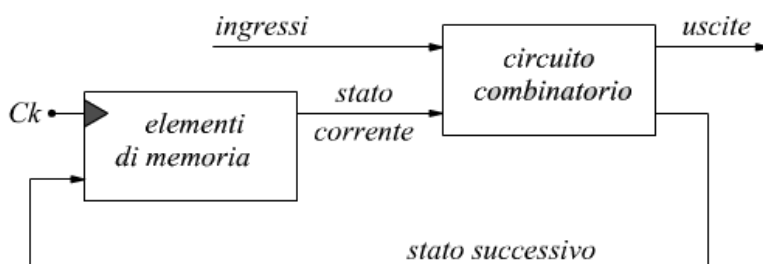 ingressi
uscite
circuito
combinatorio
Ck
stato
corrente
elementi
di memoria
stato successivo